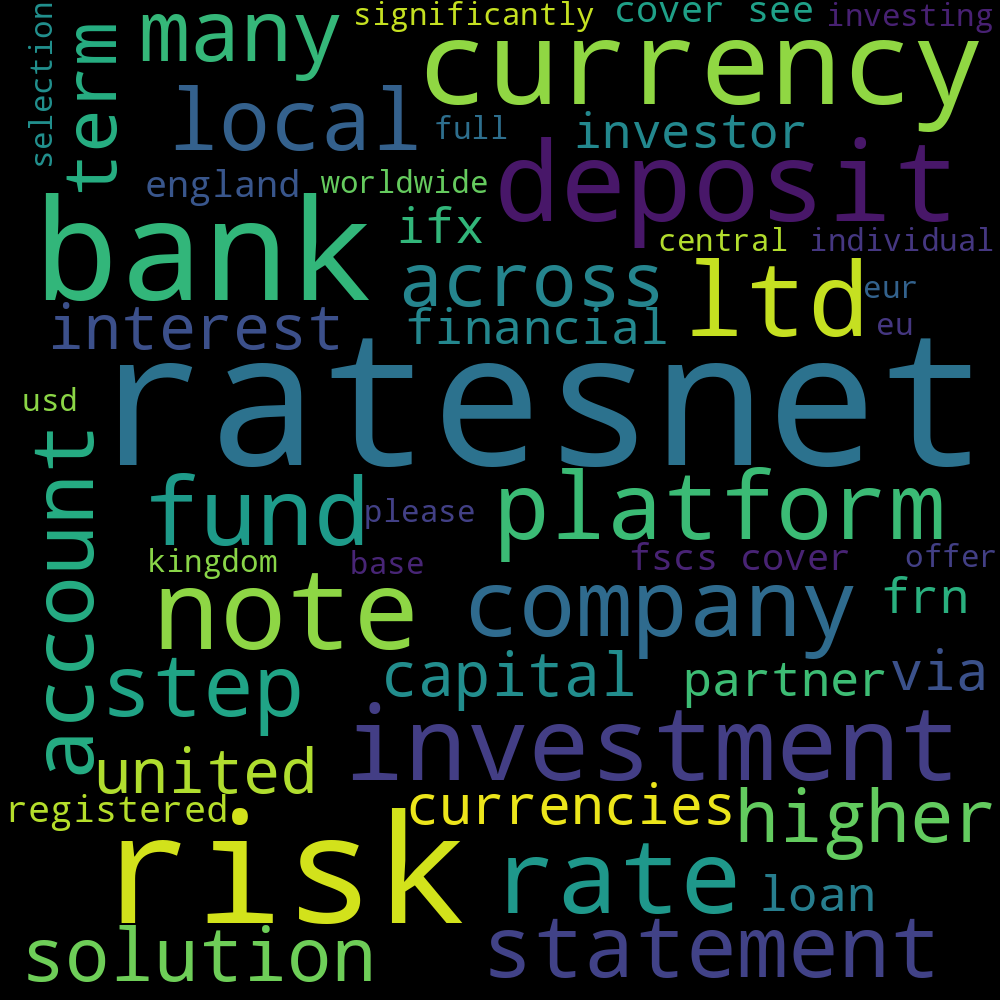 significantly cover see investing
many currency
selection
term
local full investor
deposit
england worldwide
bank ifx central individual
across ltd eur
interest financial eu
ratesnet
usd
account
fund please platform
kingdom base fscs cover offer
note company frn
step capital partner via
united investment
registered currencies higher
risk rate loan
solution statement